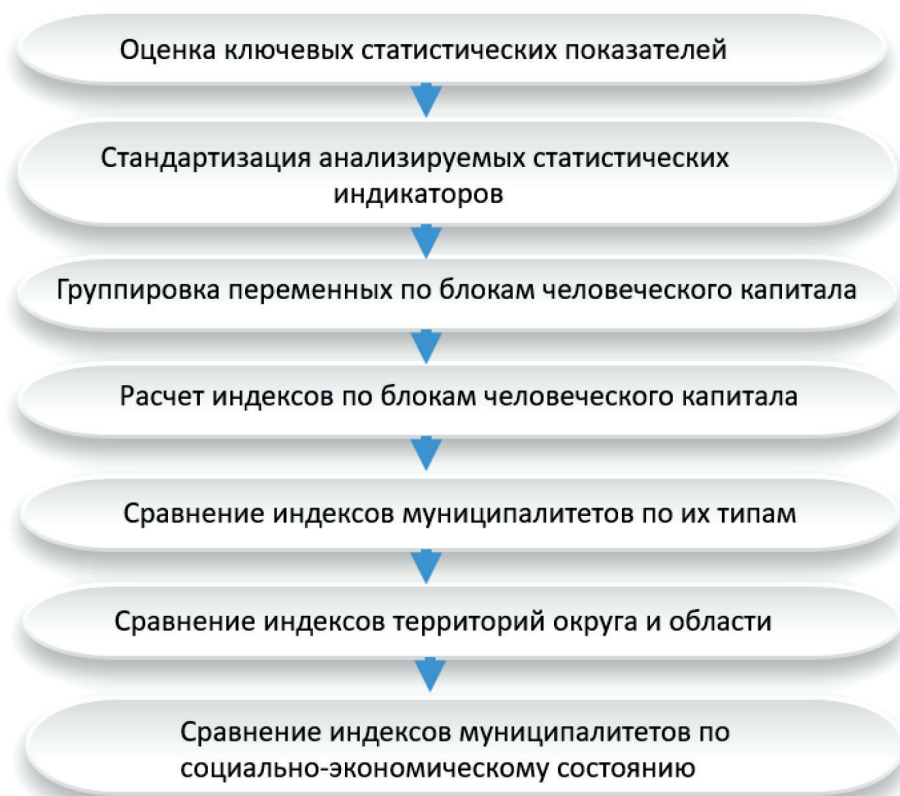 Оценка ключевых статистических показателей
Стандартизация анализируемых статистических
индикаторов
Группировка переменных по блокам человеческого капитала
Расчет индексов по блокам человеческого капитала
Сравнение индексов муниципалитетов по их типам
Сравнение индексов территорий округа и области
Сравнение индексов муниципалитетов по
социально-экономическому состоянию